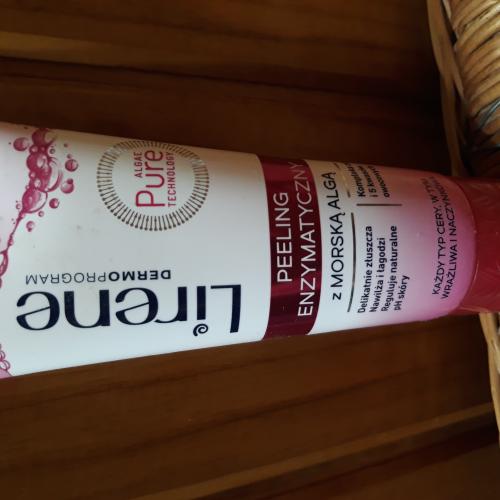 ALGAE
Pure
TECHNOLOGY
Lirene
DERMOPROGRAM
PEELING
ENZYMATYCZNY
z MORSKĄ ALGĄ
Delikatnie złuszcza
Nawilża i łagodzi
Reguluje naturalne
pH skóry
i 5
KAŻDY TYP CERY, W TYM
WRAŻLIWA I